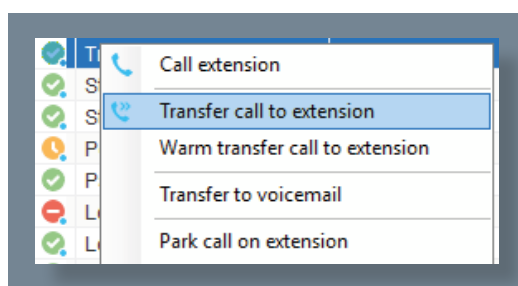 Call extension
Transfer call to extension
Warm transfer call to extension
Transfer to voicemail
Park call on extension